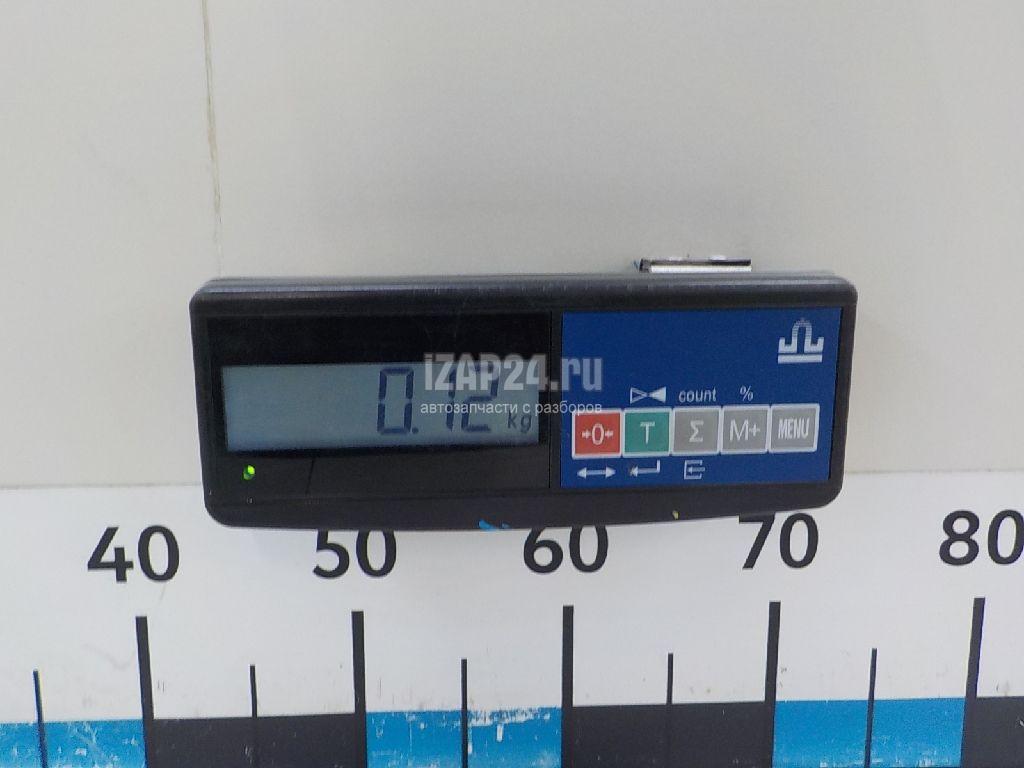 iZAP24.ru
0.12 kg
автозапчасти с разборов
count %
→0← T Σ M+ MENU
40 50 60 70 80